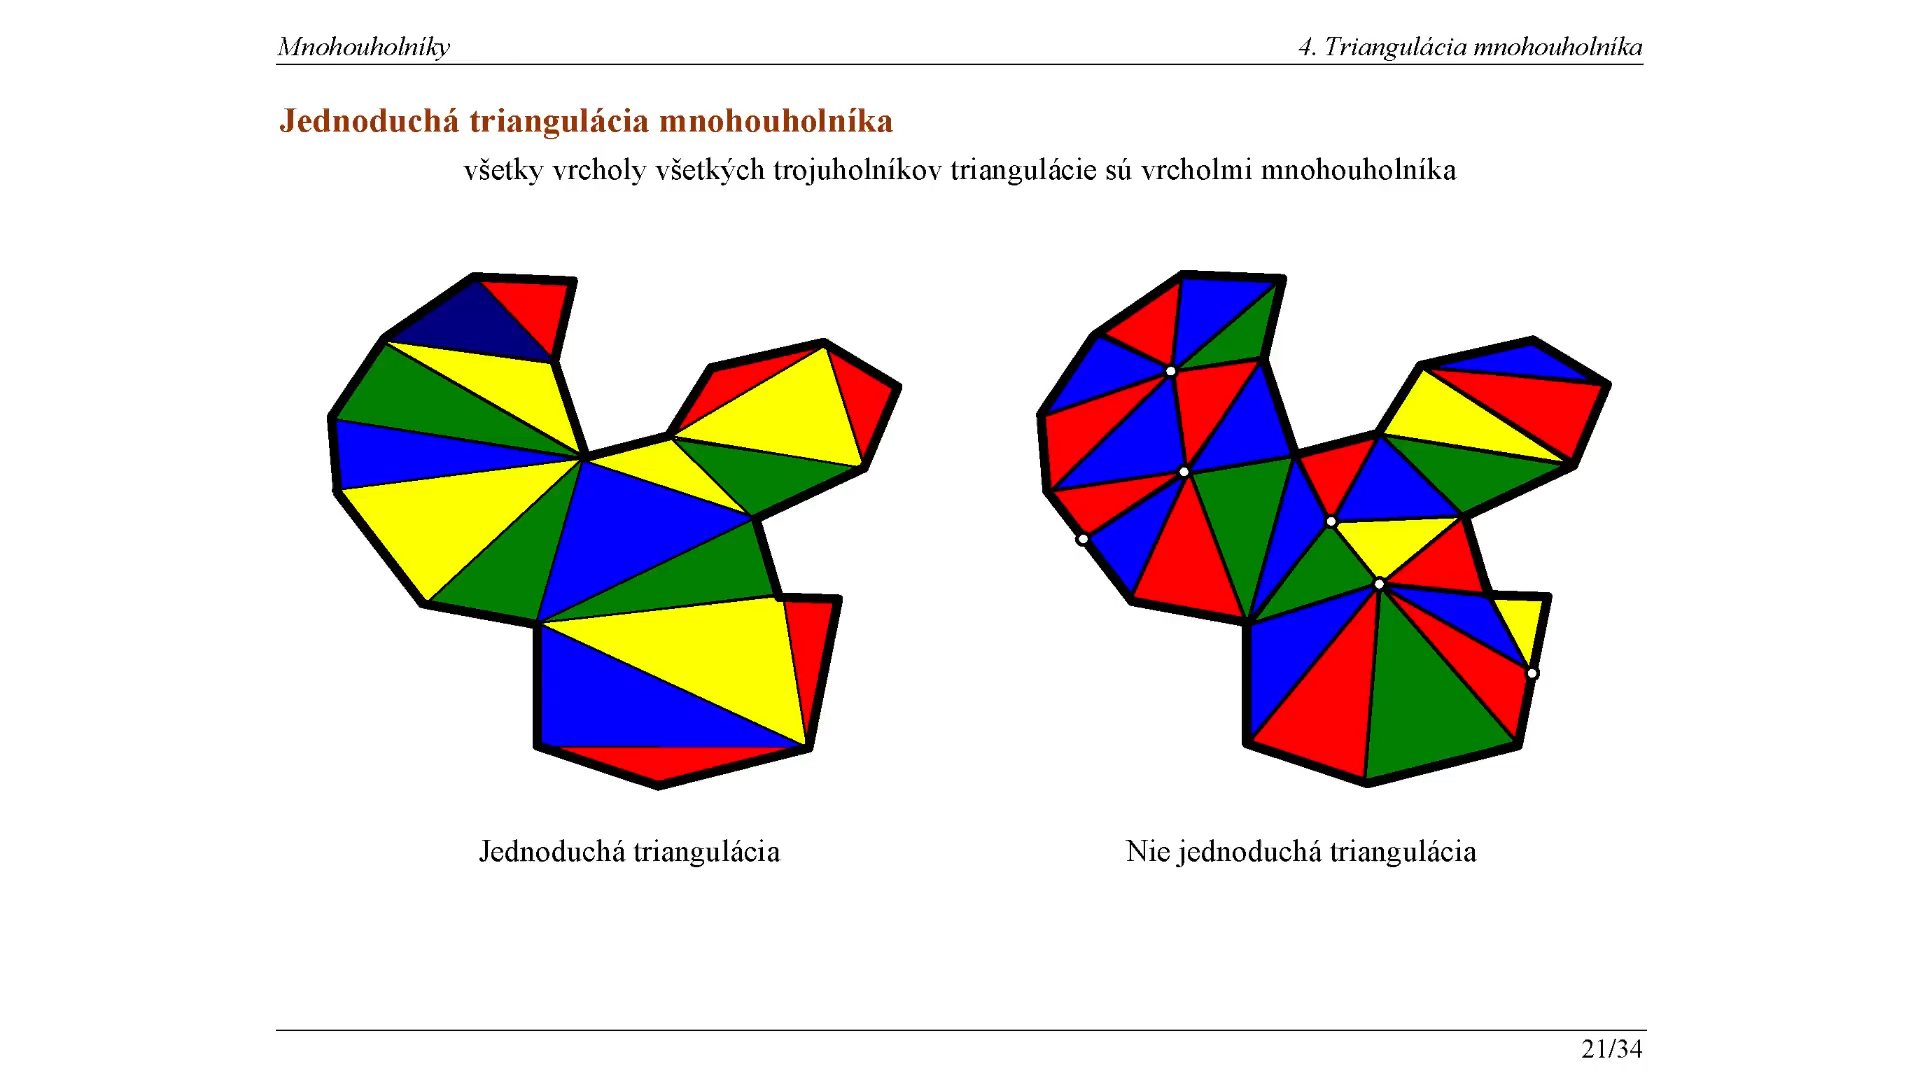 Mnohouholníky
4. Triangulácia mnohouholníka
Jednoduchá triangulácia mnohouholníka
všetky vrcholy všetkých trojuholníkov triangulácie sú vrcholmi mnohouholníka
Jednoduchá triangulácia
Nie jednoduchá triangulácia
21/34